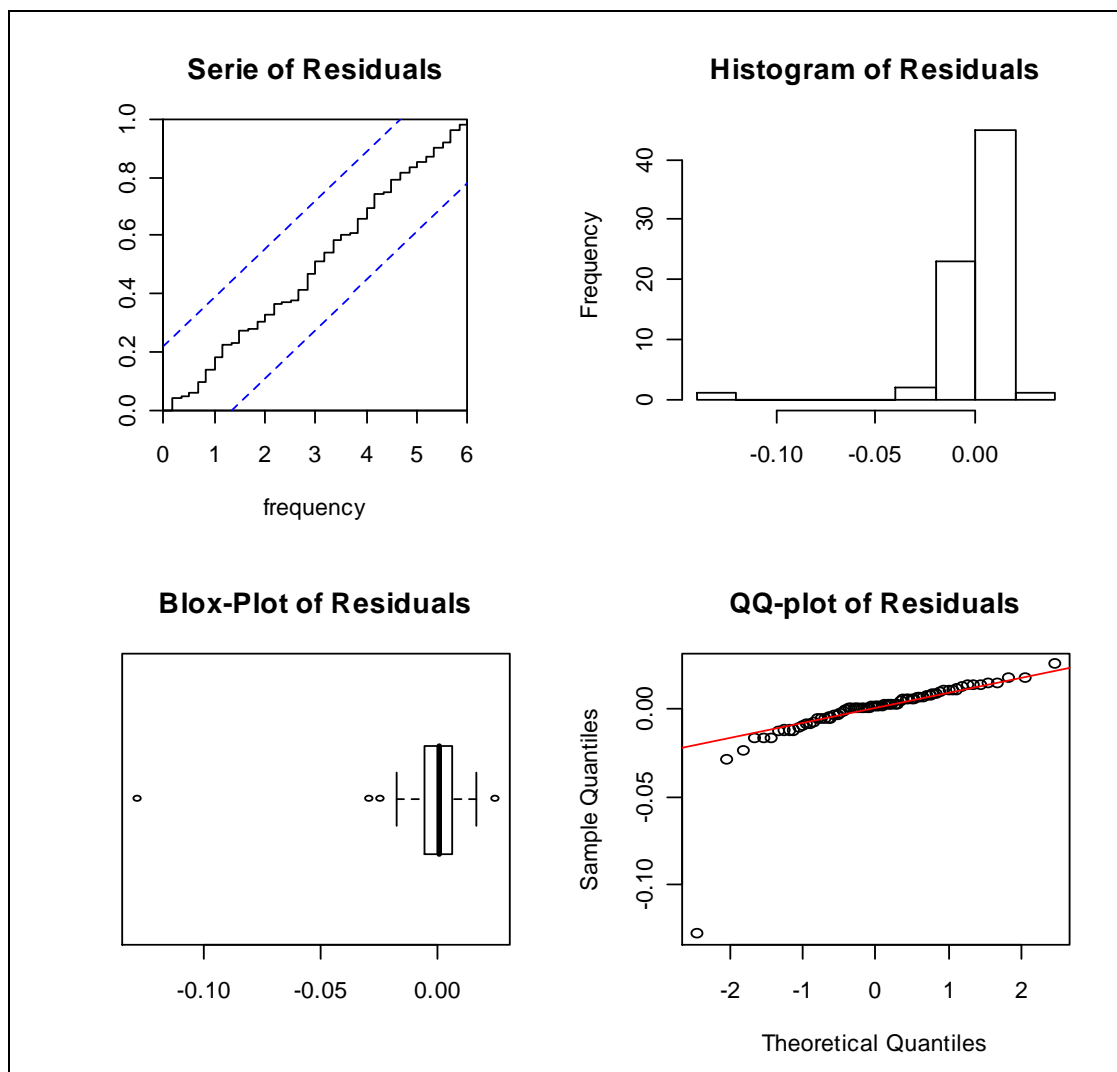 Serie of Residuals
1.0
0.8
0.6
0.4
0.2
0.0
0 1 2 3 4 5 6
frequency
Histogram of Residuals
Frequency
40
30
20
10
0
-0.10 -0.05 0.00
Blox-Plot of Residuals
-0.10 -0.05 0.00
QQ-plot of Residuals
Sample Quantiles
0.00
-0.05
-0.10
-2 -1 0 1 2
Theoretical Quantiles